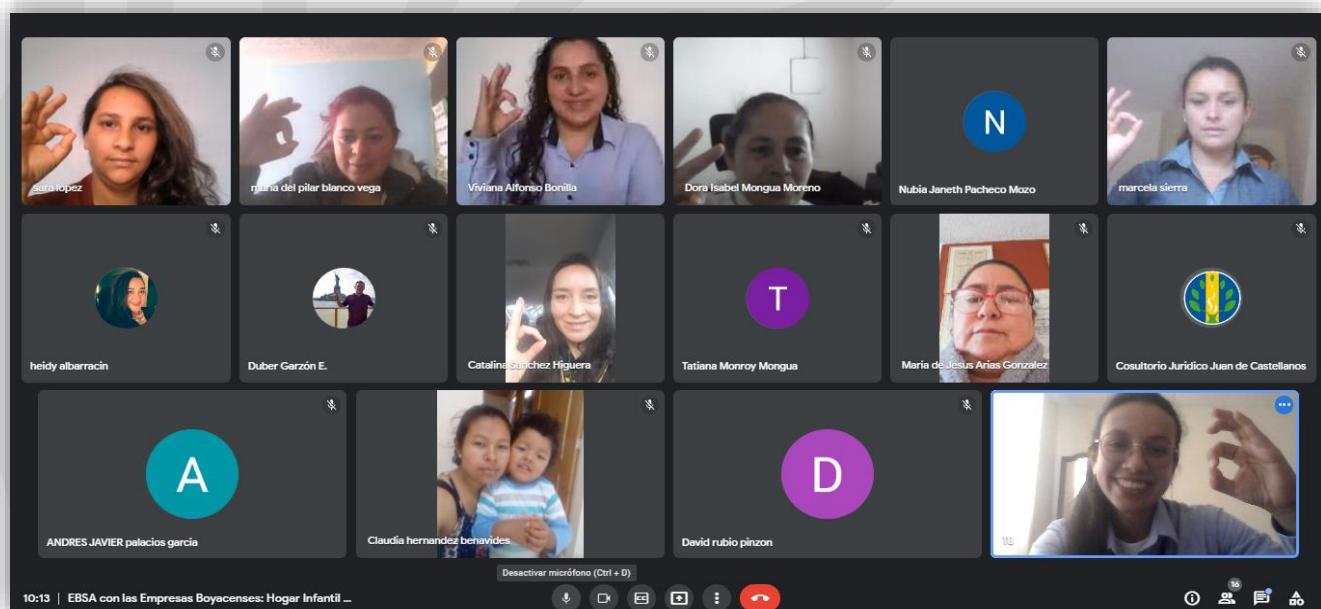 sara lopez
maria del pilar blanco vega
Viviana Alfonso Bonilla
Dora Isabel Mongua Moreno
N
Nubia Janeth Pacheco Mozo
marcela sierra
heidy albarracin
Duber Garzón E.
Catalina Sanchez Higuera
T
Tatiana Monroy Mongua
Maria de Jesus Arias Gonzalez
Cosultorio Juridico Juan de Castellanos
A
ANDRES JAVIER palacios garcia
Claudia hernandez benavides
D
David rubio pinzon
Tú
Desactivar micrófono (Ctrl + D)
10:13 | EBSA con las Empresas Boyacenses: Hogar Infantil ...
16